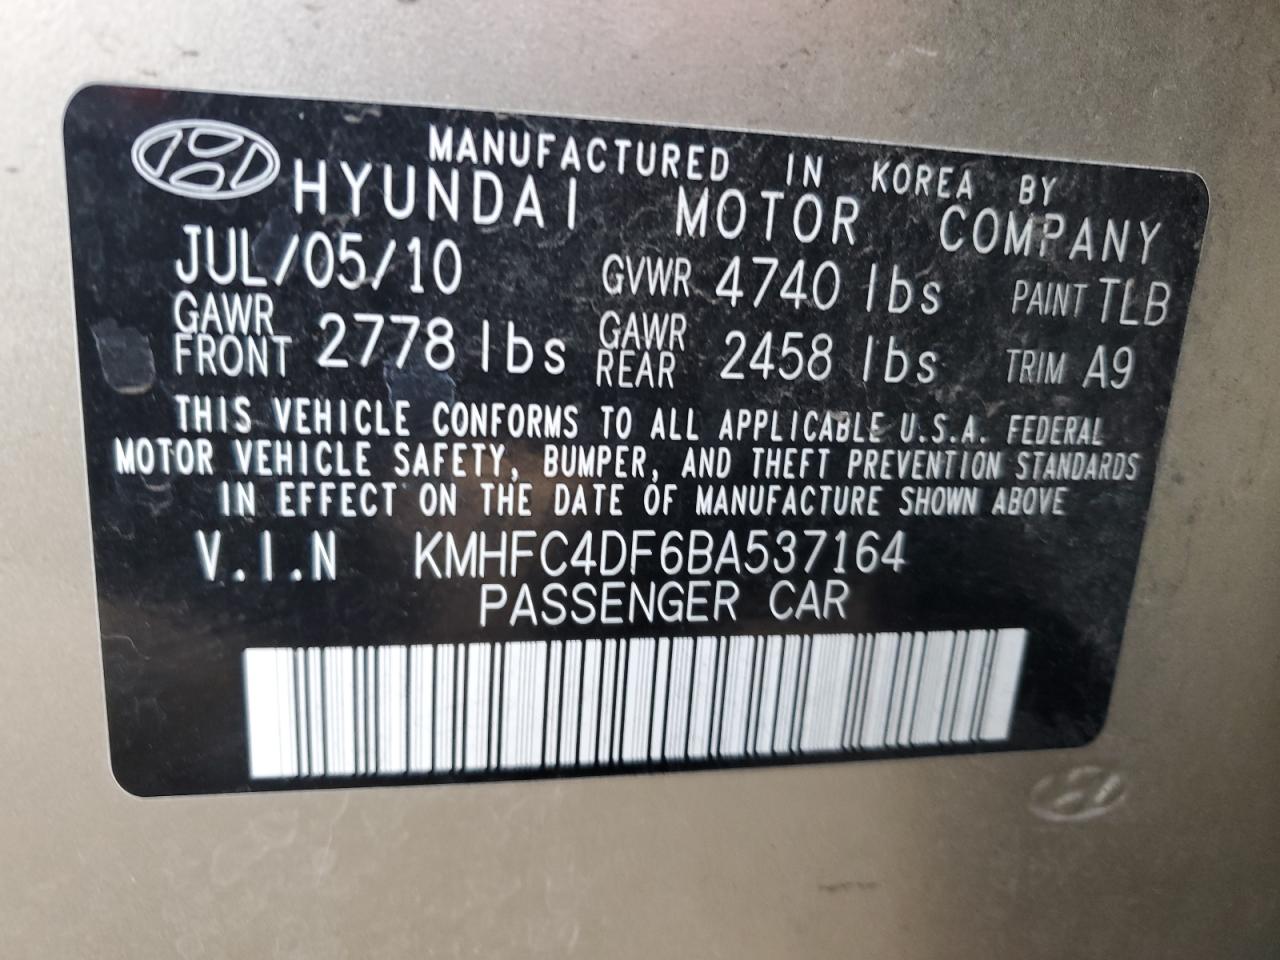 MANUFACTURED IN KOREA BY
HYUNDAI MOTOR COMPANY
JUL/05/10 GVWR 4740 lbs PAINT TLB
GAWR FRONT 2778 lbs GAWR REAR 2458 lbs TRIM A9
THIS VEHICLE CONFORMS TO ALL APPLICABLE U.S.A. FEDERAL
MOTOR VEHICLE SAFETY, BUMPER, AND THEFT PREVENTION STANDARDS
IN EFFECT ON THE DATE OF MANUFACTURE SHOWN ABOVE
V.I.N KMHFC4DF6BA537164
PASSENGER CAR